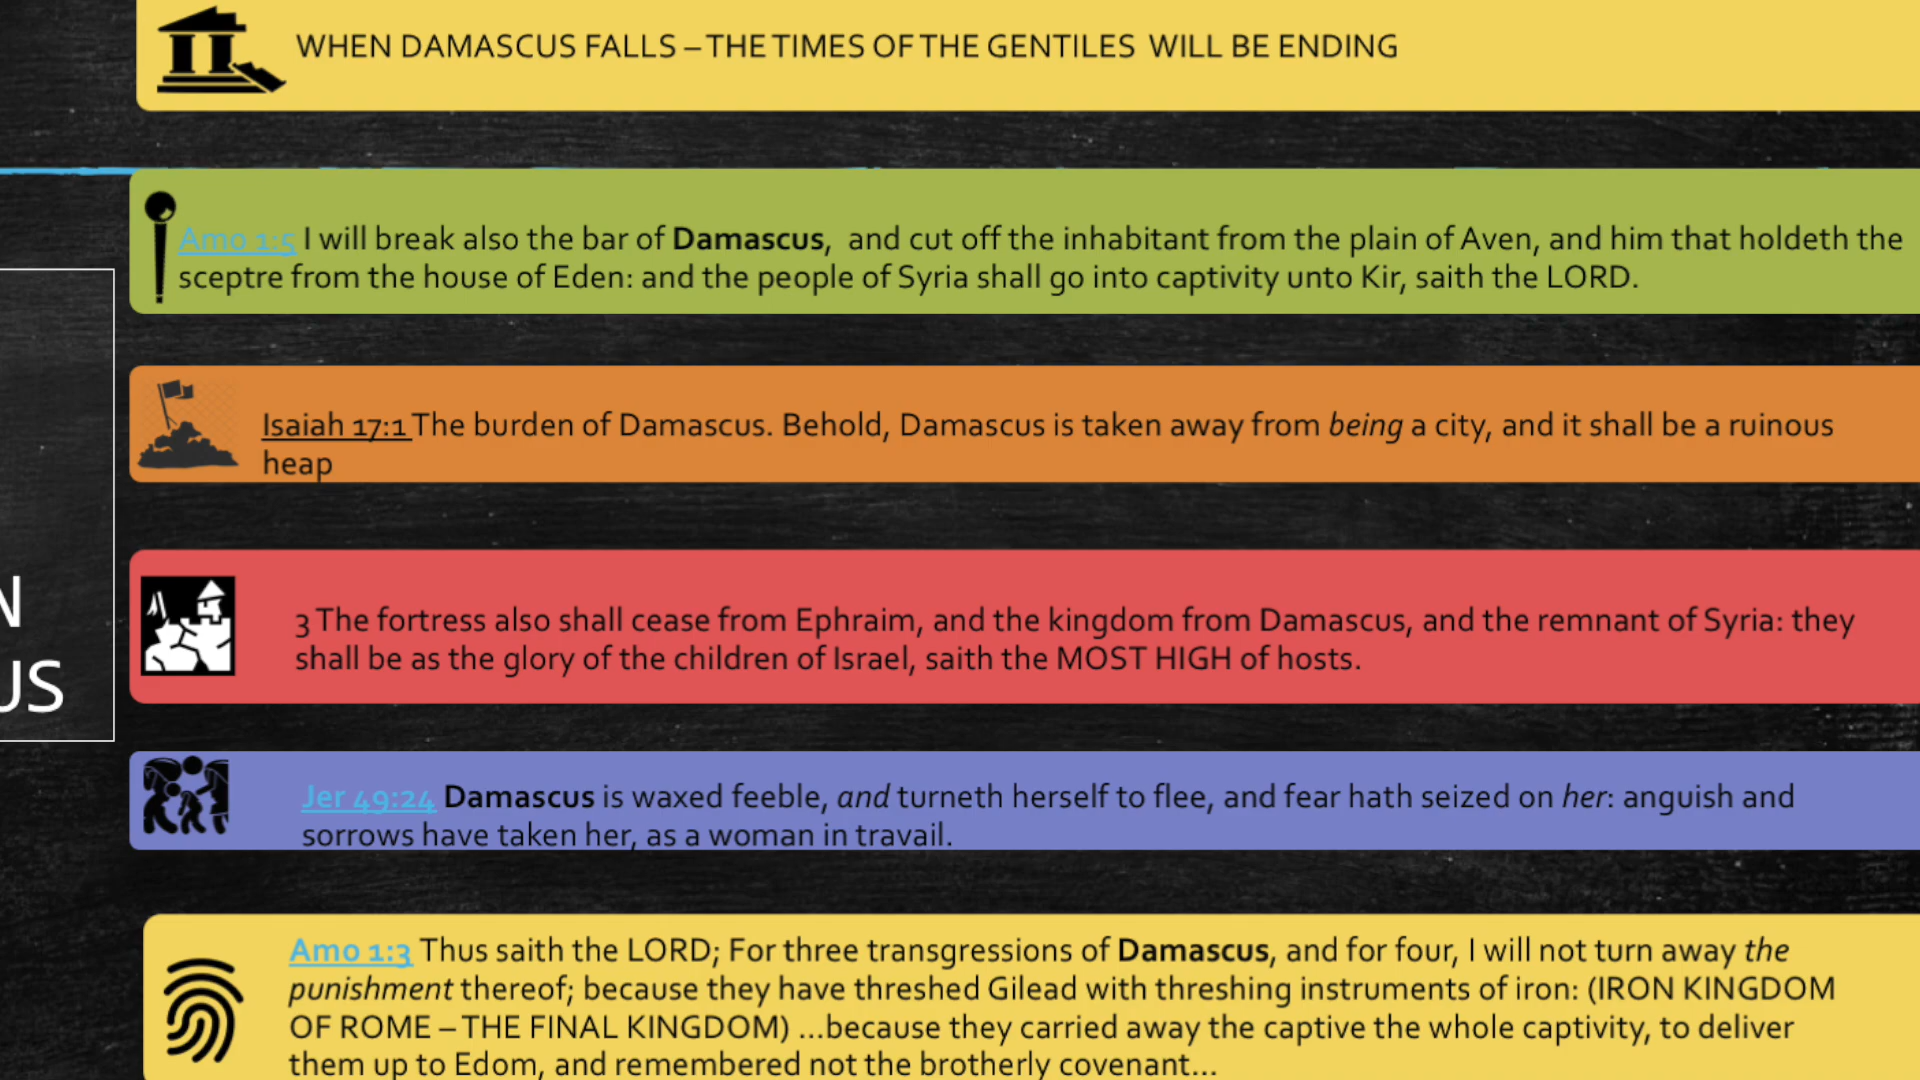 WHEN DAMASCUS FALLS – THE TIMES OF THE GENTILES WILL BE ENDING
Amo 1:5 I will break also the bar of Damascus, and cut off the inhabitant from the plain of Aven, and him that holdeth the
sceptre from the house of Eden: and the people of Syria shall go into captivity unto Kir, saith the LORD.
Isaiah 17:1 The burden of Damascus. Behold, Damascus is taken away from being a city, and it shall be a ruinous
heap
N
US
3 The fortress also shall cease from Ephraim, and the kingdom from Damascus, and the remnant of Syria: they
shall be as the glory of the children of Israel, saith the MOST HIGH of hosts.
Jer 49:24 Damascus is waxed feeble, and turneth herself to flee, and fear hath seized on her: anguish and
sorrows have taken her, as a woman in travail.
Amo 1:3 Thus saith the LORD; For three transgressions of Damascus, and for four, I will not turn away the
punishment thereof; because they have threshed Gilead with threshing instruments of iron: (IRON KINGDOM
OF ROME – THE FINAL KINGDOM) ...because they carried away the captive the whole captivity, to deliver
them up to Edom, and remembered not the brotherly covenant...